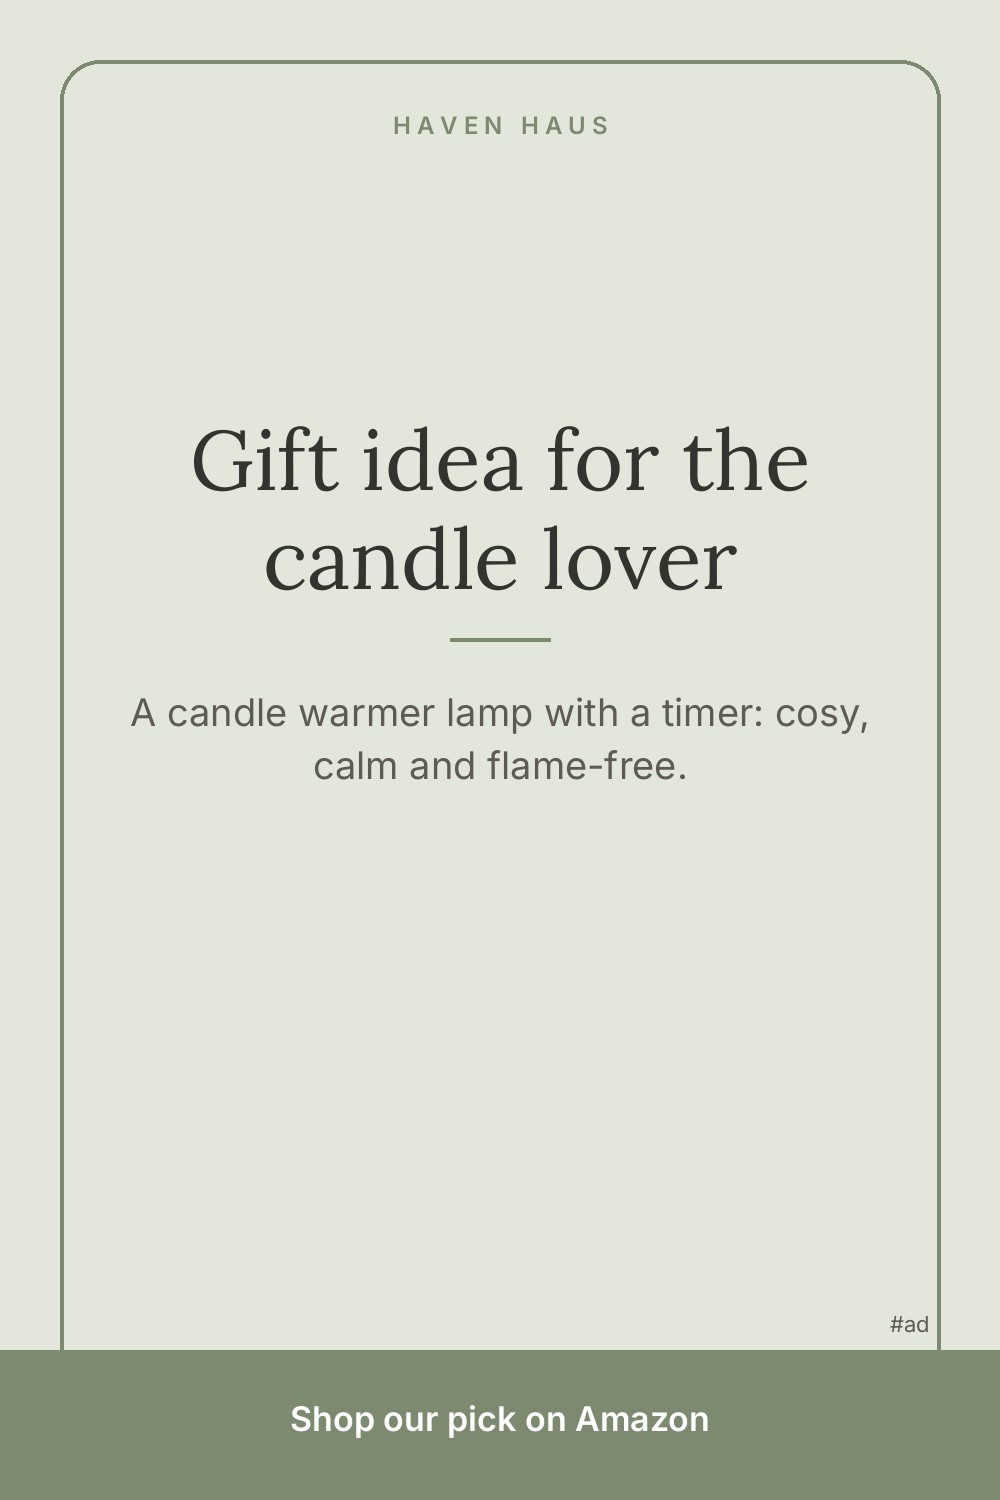 HAVEN HAUS
Gift idea for the
candle lover
A candle warmer lamp with a timer: cosy,
calm and flame-free.
#ad
Shop our pick on Amazon